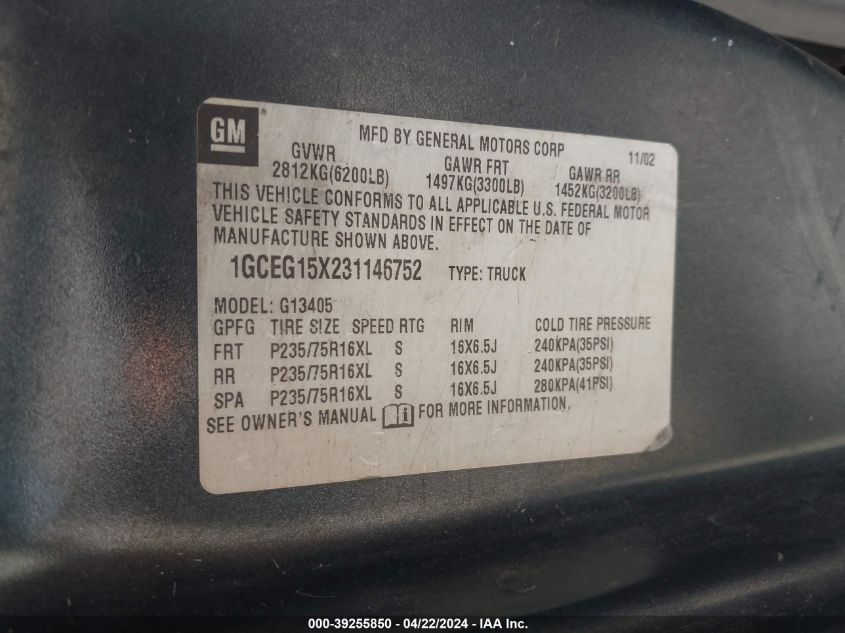 GM
MFD BY GENERAL MOTORS CORP 11/02
GVWR GAWR FRT GAWR RR
2812KG(6200LB) 1497KG(3300LB) 1452KG(3200LB)
THIS VEHICLE CONFORMS TO ALL APPLICABLE U.S. FEDERAL MOTOR
VEHICLE SAFETY STANDARDS IN EFFECT ON THE DATE OF
MANUFACTURE SHOWN ABOVE.
1GCEG15X231146752 TYPE: TRUCK
MODEL: G13405
GPFG TIRE SIZE SPEED RTG RIM COLD TIRE PRESSURE
FRT P235/75R16XL S 16X6.5J 240KPA(35PSI)
RR P235/75R16XL S 16X6.5J 240KPA(35PSI)
SPA P235/75R16XL S 16X6.5J 280KPA(41PSI)
SEE OWNER'S MANUAL FOR MORE INFORMATION.
000-39255850 - 04/22/2024 - IAA Inc.